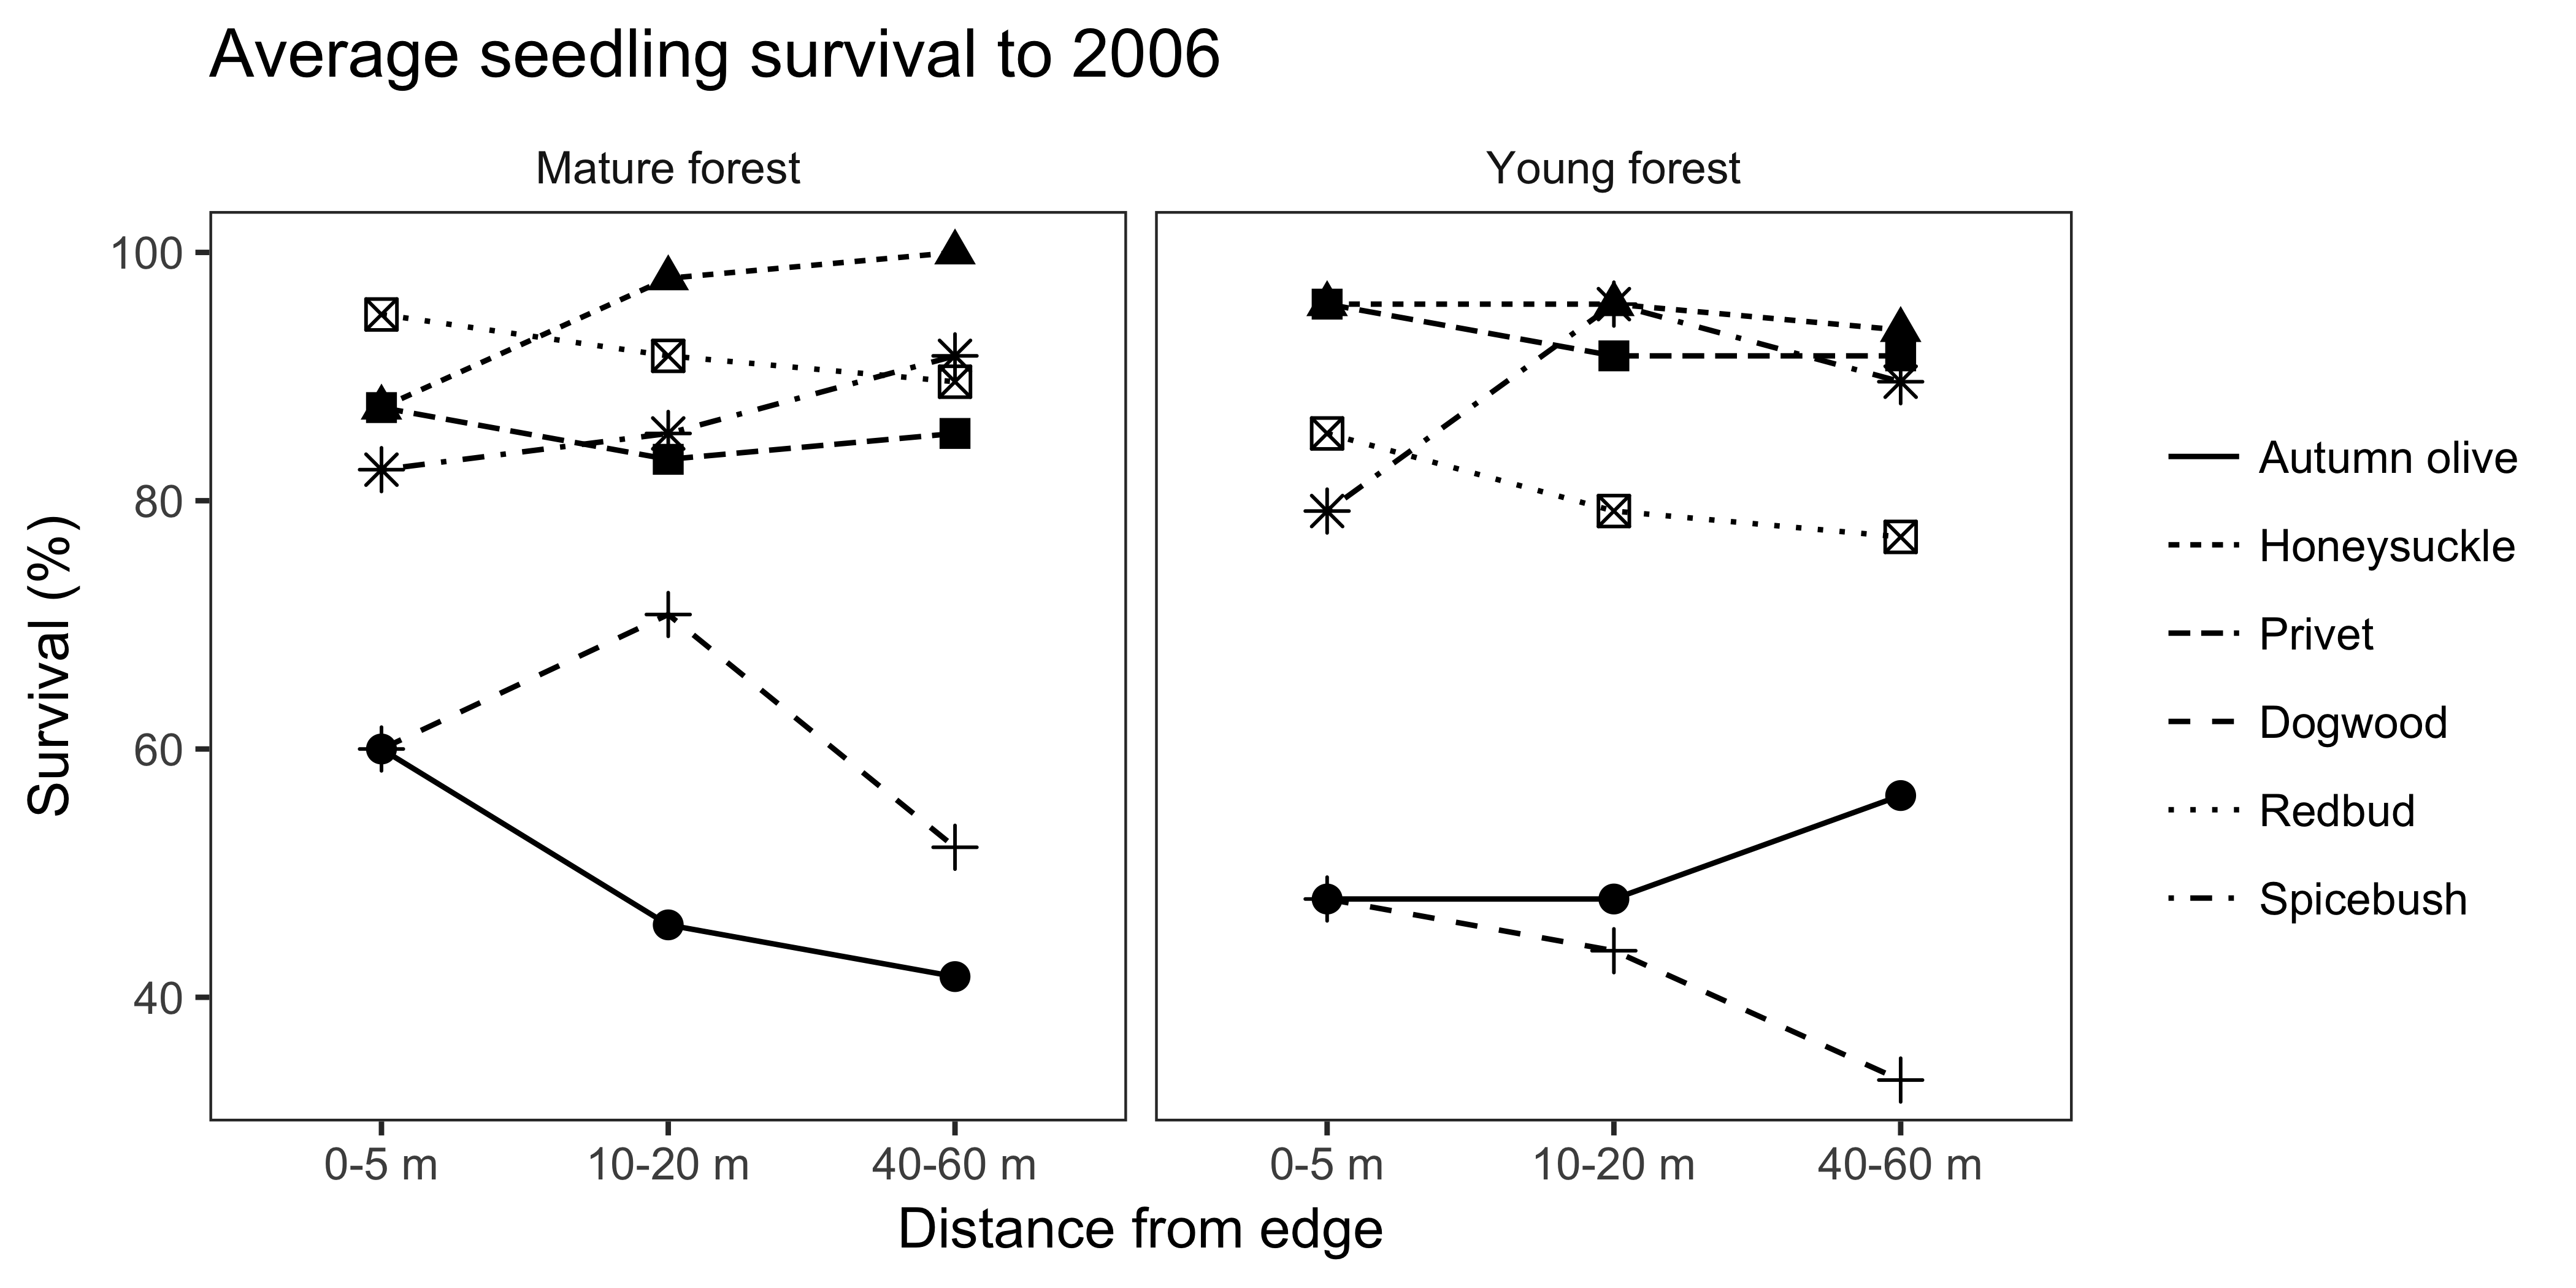 Average seedling survival to 2006
Mature forest
Young forest
100
80
60
40
Survival (%)
0-5 m
10-20 m
40-60 m
0-5 m
10-20 m
40-60 m
Distance from edge
Autumn olive
Honeysuckle
Privet
Dogwood
Redbud
Spicebush